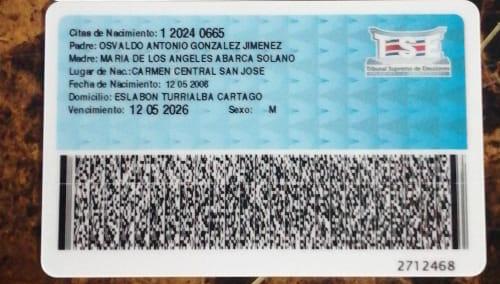 Citas de Nacimiento: 1 2024 0665
Padre: OSVALDO ANTONIO GONZALEZ JIMENEZ
Madre: MARIA DE LOS ANGELES ABARCA SOLANO
Lugar de Nac.: CARMEN CENTRAL SAN JOSE
Fecha de Nacimiento: 12 05 2008
Domicilio: ESLABON TURRIALBA CARTAGO
Vencimiento: 12 05 2026 Sexo: M
TSE
Tribunal Supremo de Elecciones
2712468